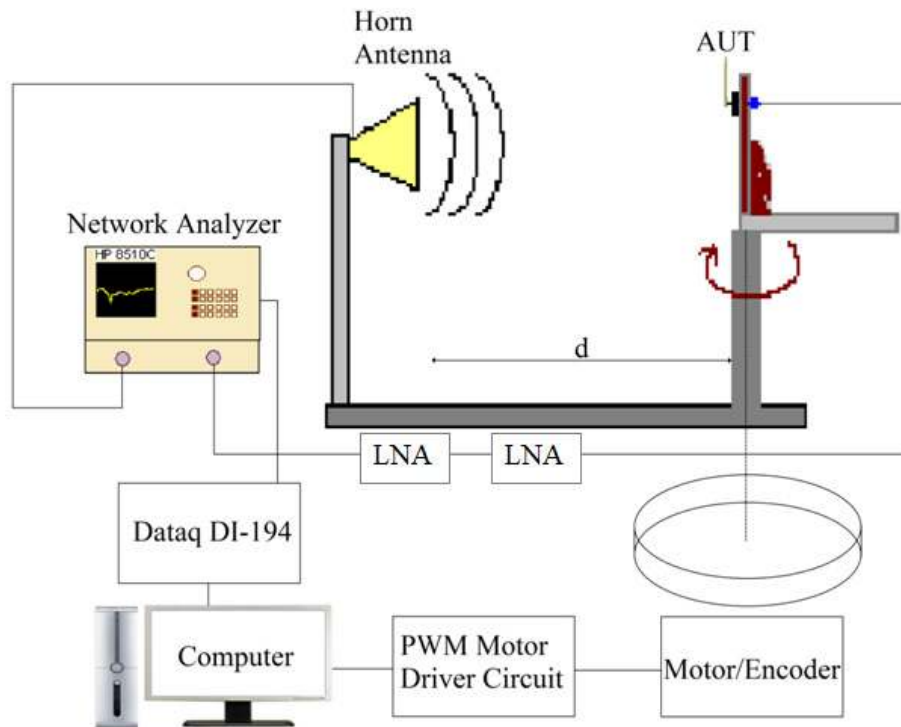 Horn
Antenna
AUT
Network Analyzer
HP 8510C
d
LNA
LNA
Dataq DI-194
Computer
PWM Motor
Driver Circuit
Motor/Encoder